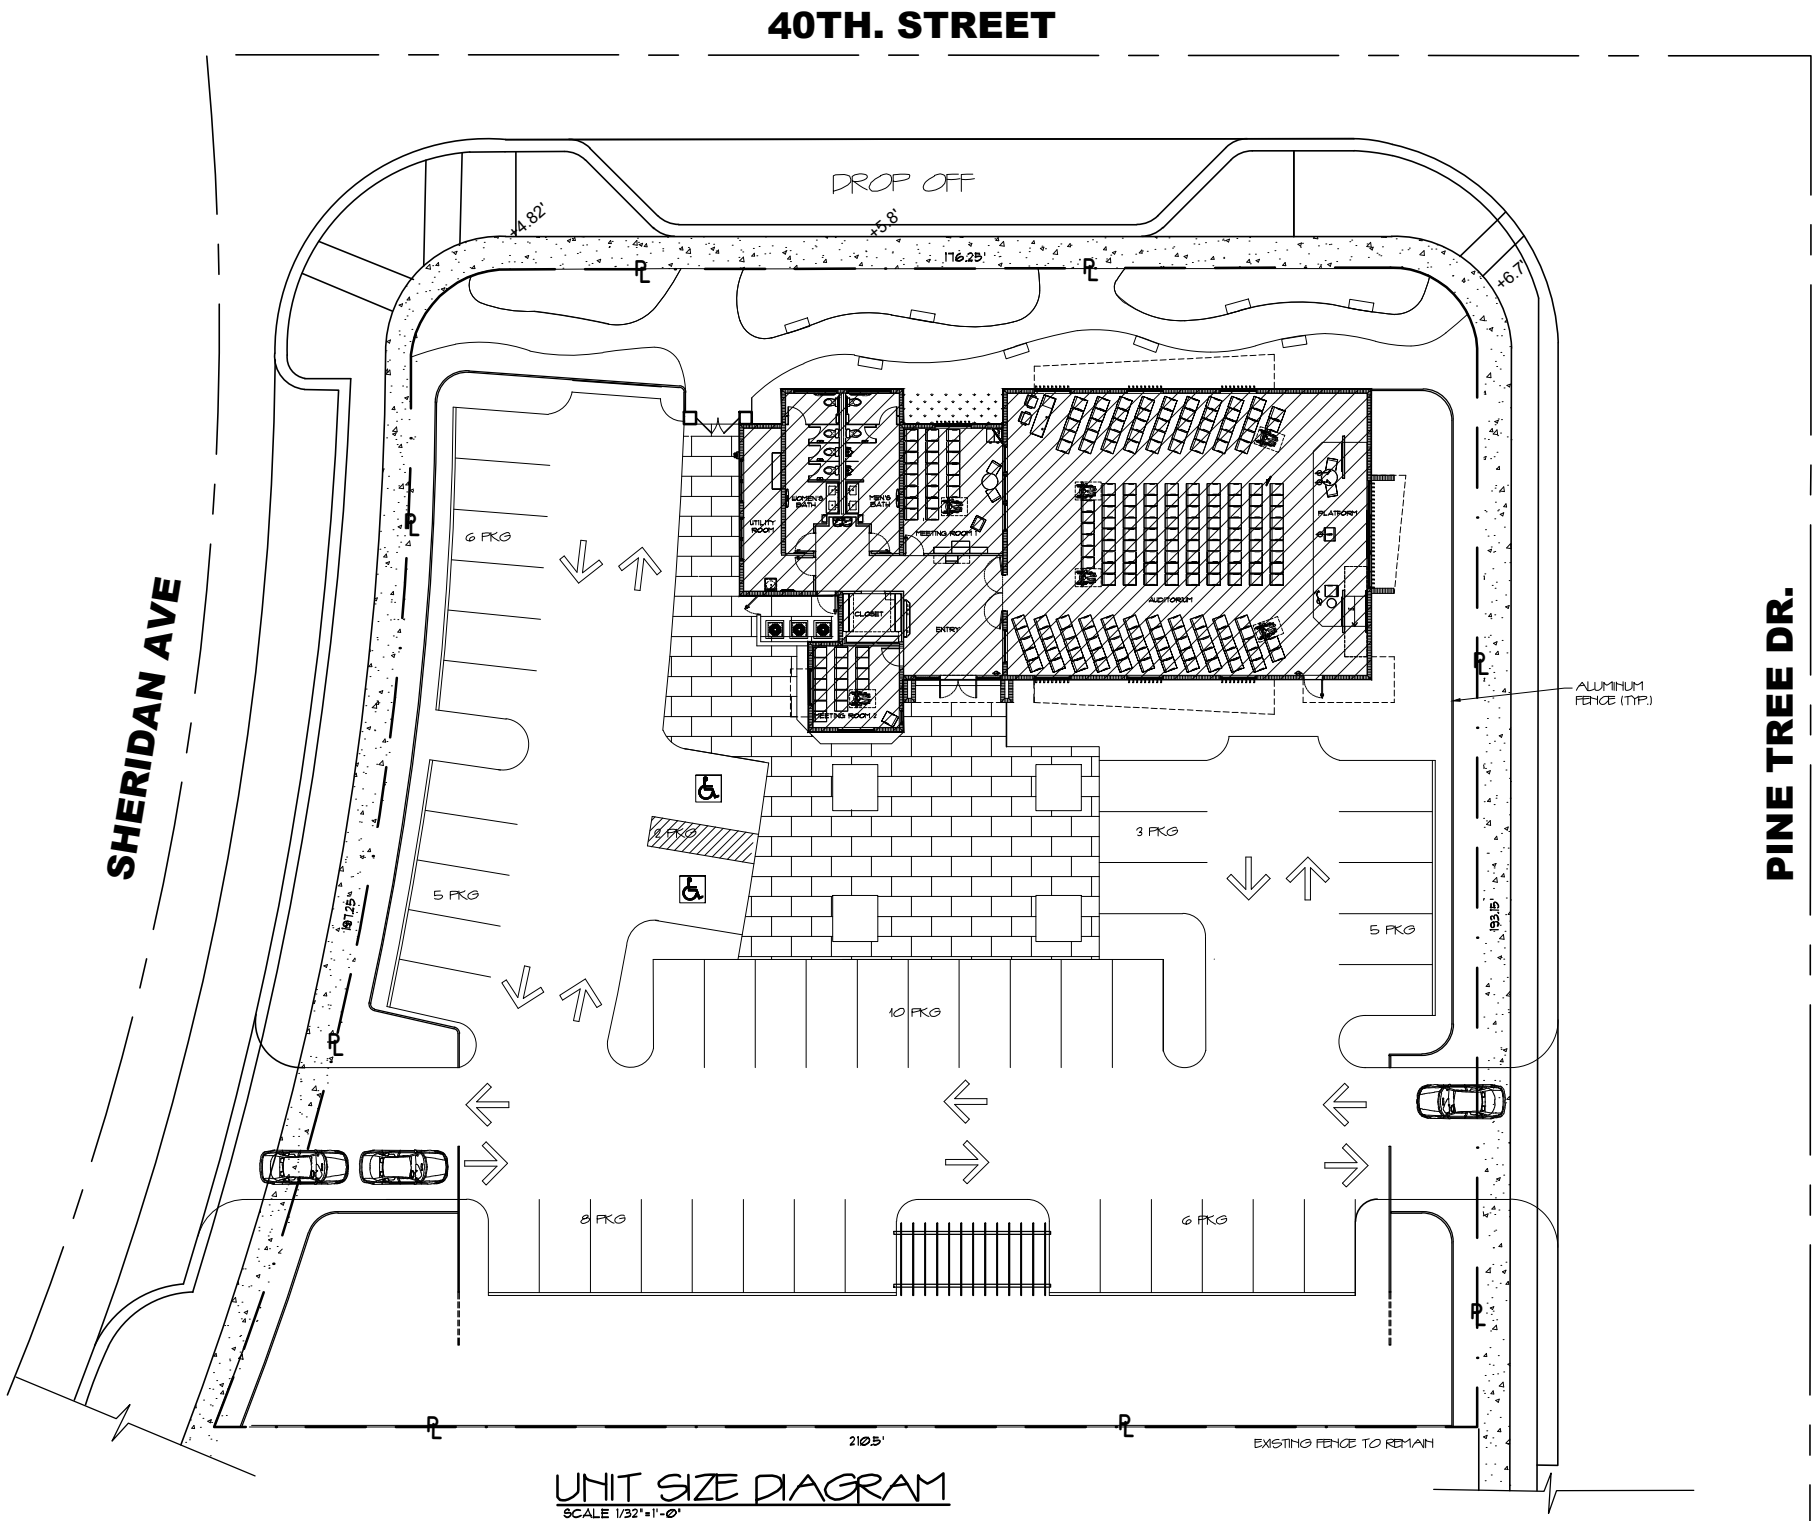 40TH. STREET
DROP OFF
+4.82'
+5.8'
176.25'
+6.7'
PL
PL
WOMEN'S
BATH
MEN'S
BATH
UTILITY
ROOM
MEETING ROOM 1
PLATFORM
PL
6 PKG
AUDITORIUM
CLOSET
ENTRY
SHERIDAN AVE
PINE TREE DR.
PL
ALUMINUM
FENCE (TYP.)
MEETING ROOM 2
2 PKG
3 PKG
5 PKG
197.25'
193.15'
5 PKG
10 PKG
PL
8 PKG
6 PKG
PL
PL
PL
210.5'
EXISTING FENCE TO REMAIN
UNIT SIZE DIAGRAM
SCALE 1/32"=1'-0"